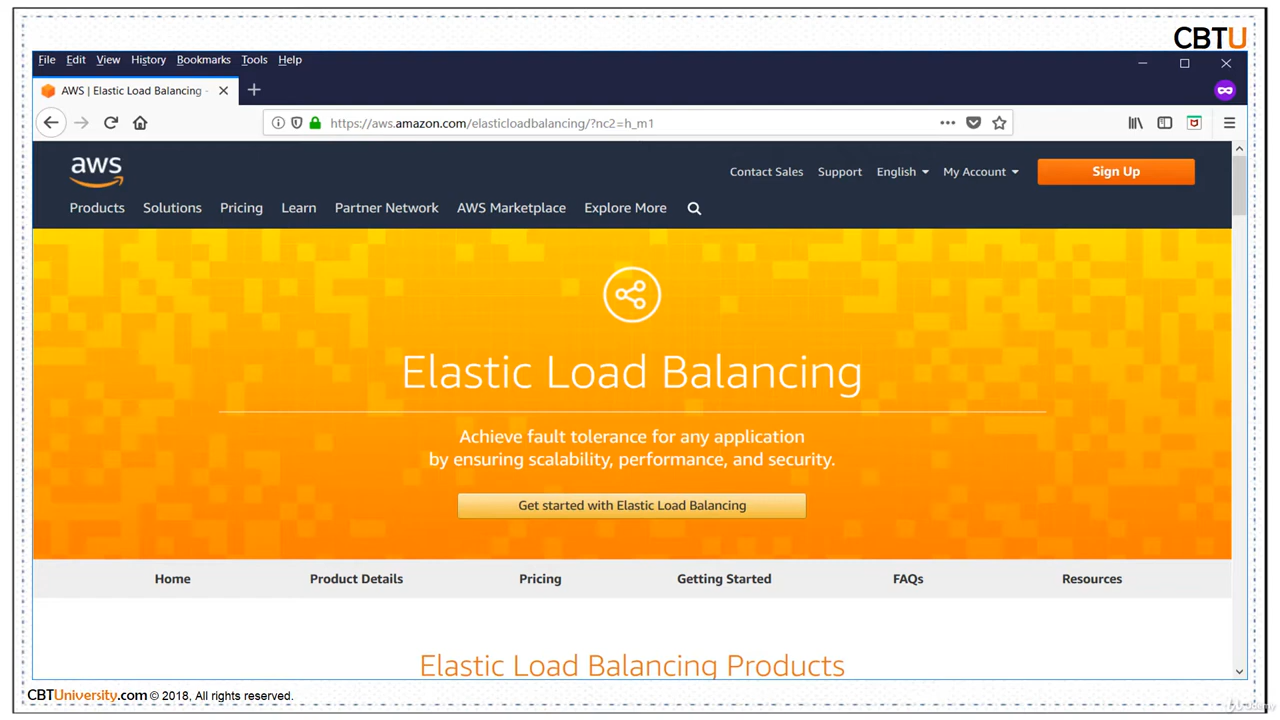 CBTU
File Edit View History Bookmarks Tools Help
AWS | Elastic Load Balancing -
https://aws.amazon.com/elasticloadbalancing/?nc2=h_m1
aws
Contact Sales Support English My Account Sign Up
Products Solutions Pricing Learn Partner Network AWS Marketplace Explore More
Elastic Load Balancing
Achieve fault tolerance for any application
by ensuring scalability, performance, and security.
Get started with Elastic Load Balancing
Home Product Details Pricing Getting Started FAQs Resources
Elastic Load Balancing Products
CBTUniversity.com © 2018, All rights reserved.